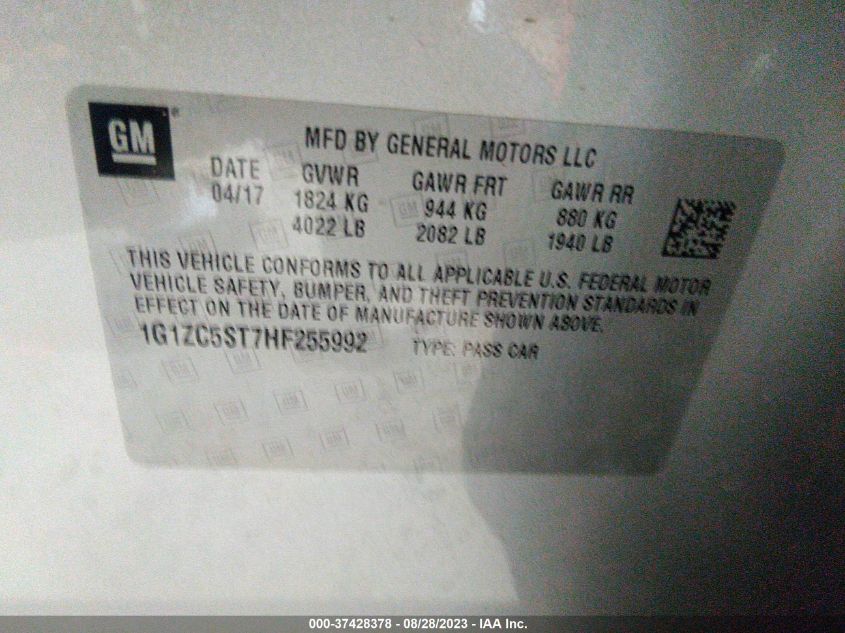 GM ®
MFD BY GENERAL MOTORS LLC
DATE GVWR GAWR FRT GAWR RR
04/17 1824 KG 944 KG 880 KG
4022 LB 2082 LB 1940 LB
THIS VEHICLE CONFORMS TO ALL APPLICABLE U.S. FEDERAL MOTOR
VEHICLE SAFETY, BUMPER, AND THEFT PREVENTION STANDARDS IN
EFFECT ON THE DATE OF MANUFACTURE SHOWN ABOVE.
1G1ZC5ST7HF255992 TYPE: PASS CAR
000-37428378 - 08/28/2023 - IAA Inc.